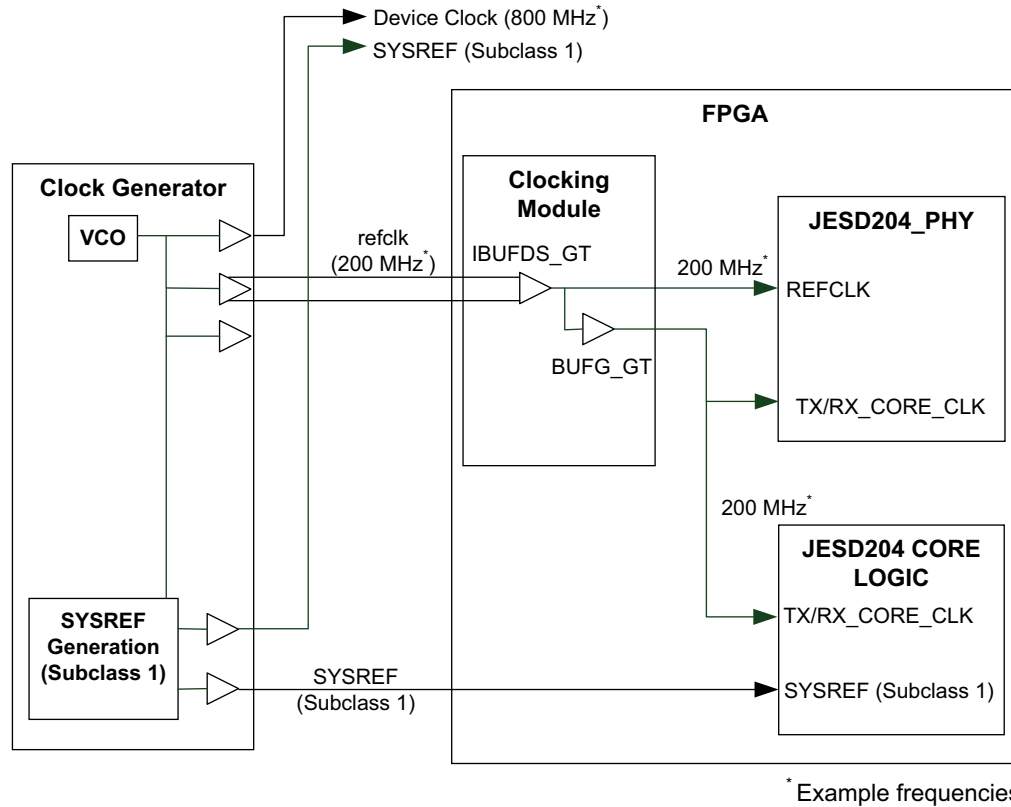 Device Clock (800 MHz*)
SYSREF (Subclass 1)
FPGA
Clock Generator
VCO
refclk
(200 MHz*)
Clocking
Module
IBUFDS_GT
BUFG_GT
200 MHz*
JESD204_PHY
REFCLK
TX/RX_CORE_CLK
200 MHz*
JESD204 CORE
LOGIC
TX/RX_CORE_CLK
SYSREF (Subclass 1)
SYSREF
Generation
(Subclass 1)
SYSREF
(Subclass 1)
* Example frequencies